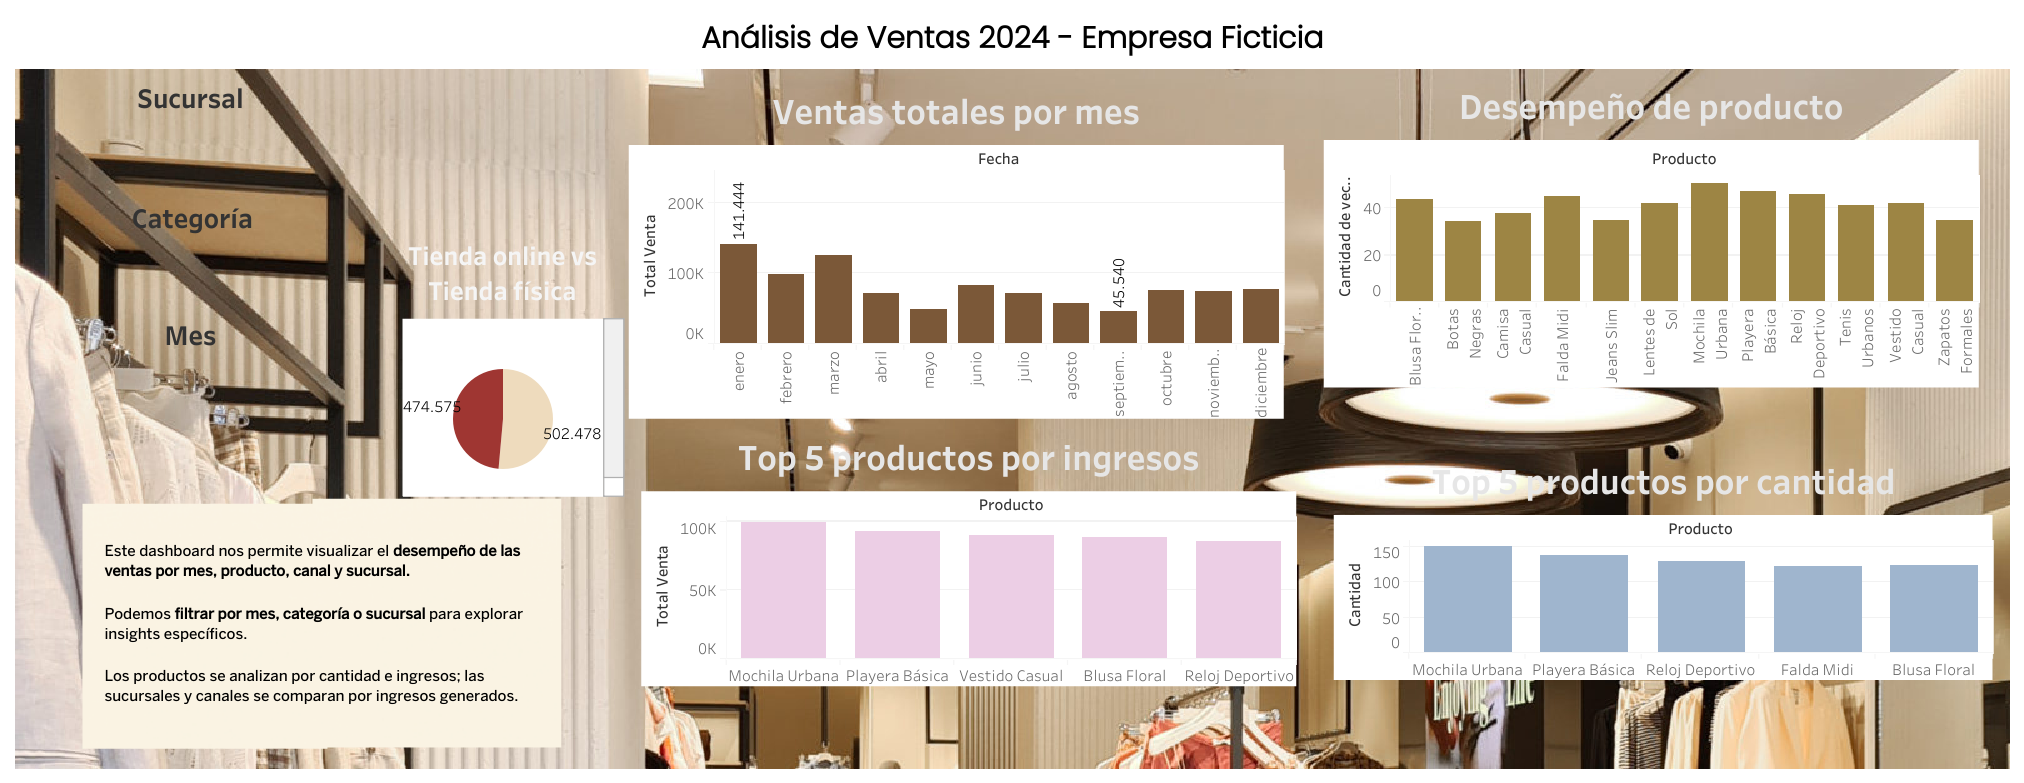 Análisis de Ventas 2024 - Empresa Ficticia
Sucursal
Categoría
Mes
Tienda online vs
Tienda física
474.575
502.478
Este dashboard nos permite visualizar el desempeño de las
ventas por mes, producto, canal y sucursal.
Podemos filtrar por mes, categoría o sucursal para explorar
insights específicos.
Los productos se analizan por cantidad e ingresos; las
sucursales y canales se comparan por ingresos generados.
Ventas totales por mes
Fecha
Total Venta
200K
100K
0K
141.444
45.540
enero
febrero
marzo
abril
mayo
junio
julio
agosto
septiem..
octubre
noviemb..
diciembre
Desempeño de producto
Producto
Cantidad de vec..
40
20
0
Blusa Flor..
Botas
Negras
Camisa
Casual
Falda Midi
Jeans Slim
Lentes de
Sol
Mochila
Urbana
Playera
Básica
Reloj
Deportivo
Tenis
Urbanos
Vestido
Casual
Zapatos
Formales
Top 5 productos por ingresos
Producto
Total Venta
100K
50K
0K
Mochila Urbana
Playera Básica
Vestido Casual
Blusa Floral
Reloj Deportivo
Top 5 productos por cantidad
Producto
Cantidad
150
100
50
0
Mochila Urbana
Playera Básica
Reloj Deportivo
Falda Midi
Blusa Floral